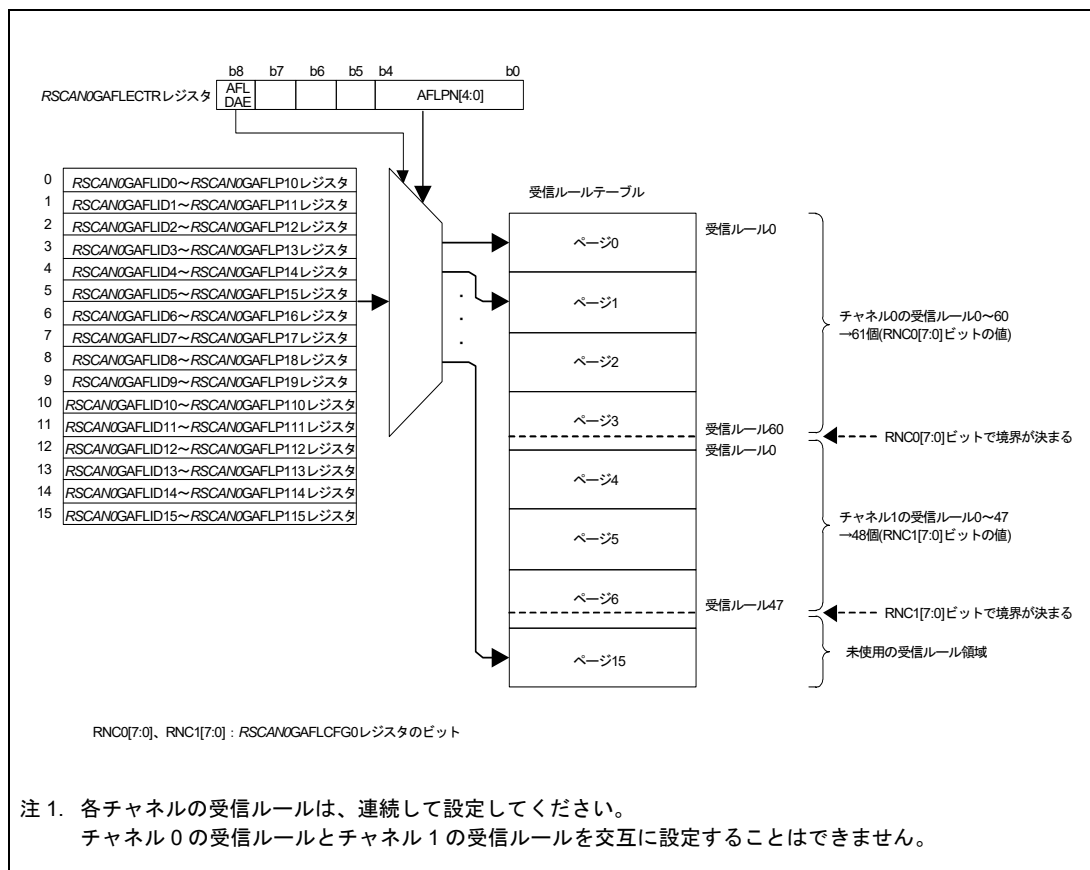 b8 b7 b6 b5 b4 b0
RSCAN0GAFLECTRレジスタ
AFL
DAE
AFLPN[4:0]
0 RSCAN0GAFLID0～RSCAN0GAFLP10レジスタ
1 RSCAN0GAFLID1～RSCAN0GAFLP11レジスタ
2 RSCAN0GAFLID2～RSCAN0GAFLP12レジスタ
3 RSCAN0GAFLID3～RSCAN0GAFLP13レジスタ
4 RSCAN0GAFLID4～RSCAN0GAFLP14レジスタ
5 RSCAN0GAFLID5～RSCAN0GAFLP15レジスタ
6 RSCAN0GAFLID6～RSCAN0GAFLP16レジスタ
7 RSCAN0GAFLID7～RSCAN0GAFLP17レジスタ
8 RSCAN0GAFLID8～RSCAN0GAFLP18レジスタ
9 RSCAN0GAFLID9～RSCAN0GAFLP19レジスタ
10 RSCAN0GAFLID10～RSCAN0GAFLP110レジスタ
11 RSCAN0GAFLID11～RSCAN0GAFLP111レジスタ
12 RSCAN0GAFLID12～RSCAN0GAFLP112レジスタ
13 RSCAN0GAFLID13～RSCAN0GAFLP113レジスタ
14 RSCAN0GAFLID14～RSCAN0GAFLP114レジスタ
15 RSCAN0GAFLID15～RSCAN0GAFLP115レジスタ
受信ルールテーブル
ページ0
ページ1
ページ2
ページ3
ページ4
ページ5
ページ6
ページ15
受信ルール0
受信ルール60
受信ルール0
受信ルール47
チャネル0の受信ルール0～60
→61個(RNC0[7:0]ビットの値)
RNC0[7:0]ビットで境界が決まる
チャネル1の受信ルール0～47
→48個(RNC1[7:0]ビットの値)
RNC1[7:0]ビットで境界が決まる
未使用の受信ルール領域
RNC0[7:0]、RNC1[7:0]：RSCAN0GAFLCFG0レジスタのビット
注 1. 各チャネルの受信ルールは、連続して設定してください。
チャネル 0 の受信ルールとチャネル 1 の受信ルールを交互に設定することはできません。